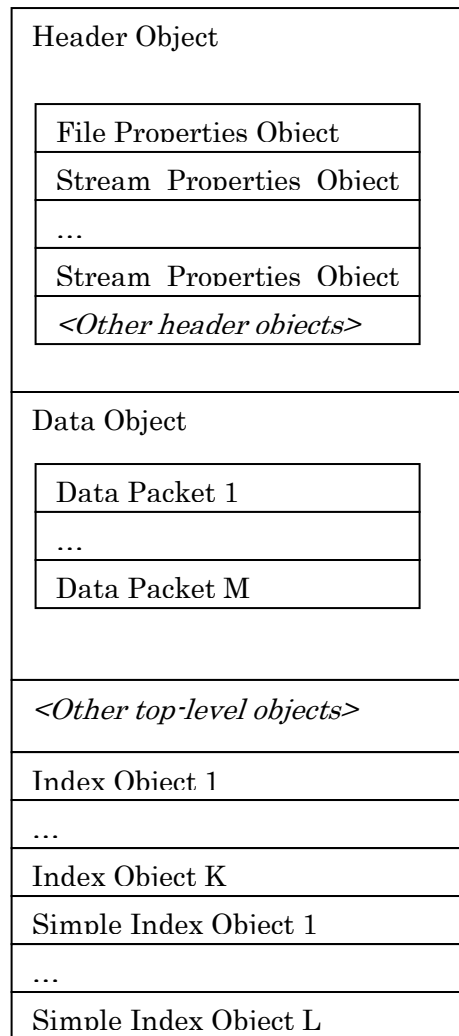 Header Object
File Properties Object
Stream Properties Object
...
Stream Properties Object
<Other header objects>
Data Object
Data Packet 1
...
Data Packet M
<Other top-level objects>
Index Object 1
...
Index Object K
Simple Index Object 1
...
Simple Index Object L